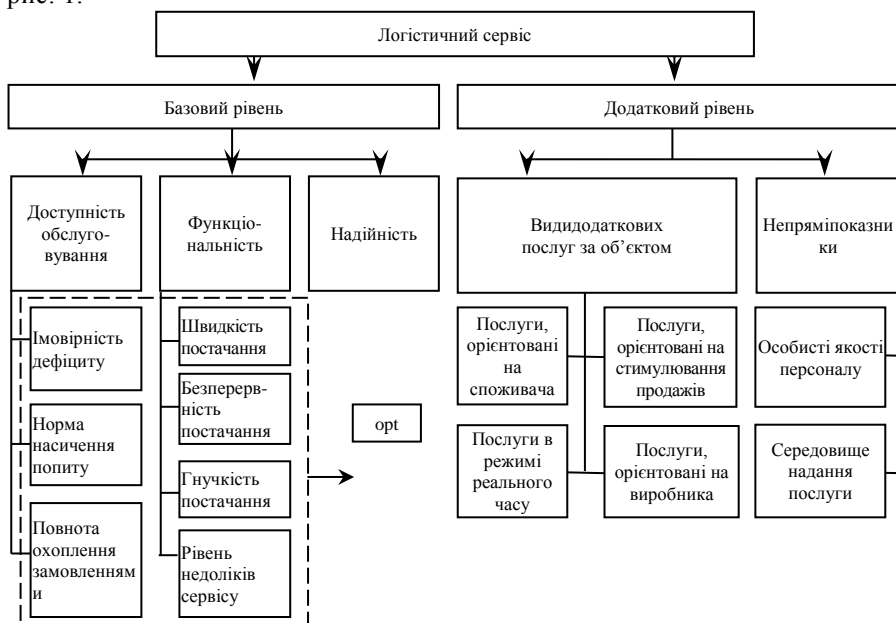 рис. 1.
Логістичний сервіс
Базовий рівень
Додатковий рівень
Доступність
обслуго-
вування
Функціо-
нальність
Надійність
Видидодаткових
послуг за об’єктом
Непряміпоказни
ки
Імовірність
дефіциту
Норма
насичення
попиту
Повнота
охоплення
замовленням
и
Швидкість
постачання
Безперерв-
ність
постачання
Гнучкість
постачання
Рівень
недоліків
сервісу
opt
Послуги,
орієнтовані
на
споживача
Послуги,
орієнтовані на
стимулювання
продажів
Послуги в
режимі
реального
часу
Послуги,
орієнтовані на
виробника
Особисті якості
персоналу
Середовище
надання
послуги